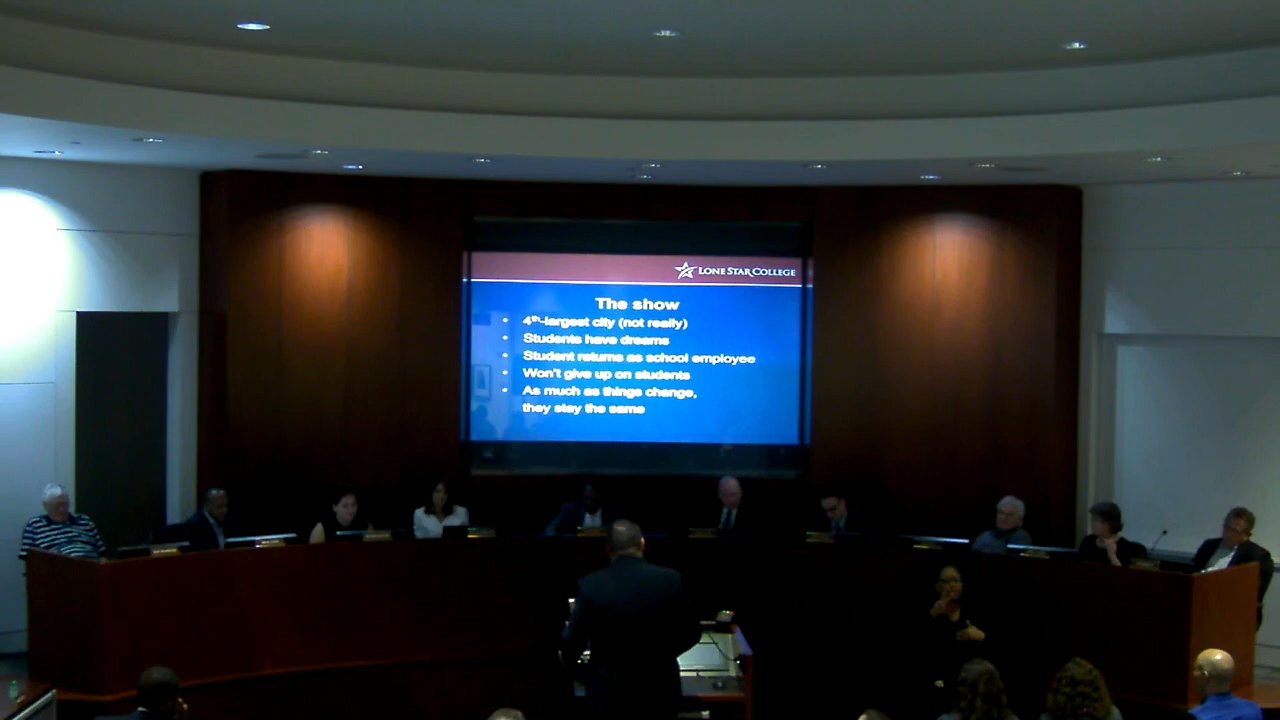 LONE STAR COLLEGE
The show
• 4th-largest city (not really)
• Students have dreams
• Student returns as school employee
• Won't give up on students
• As much as things change,
they stay the same